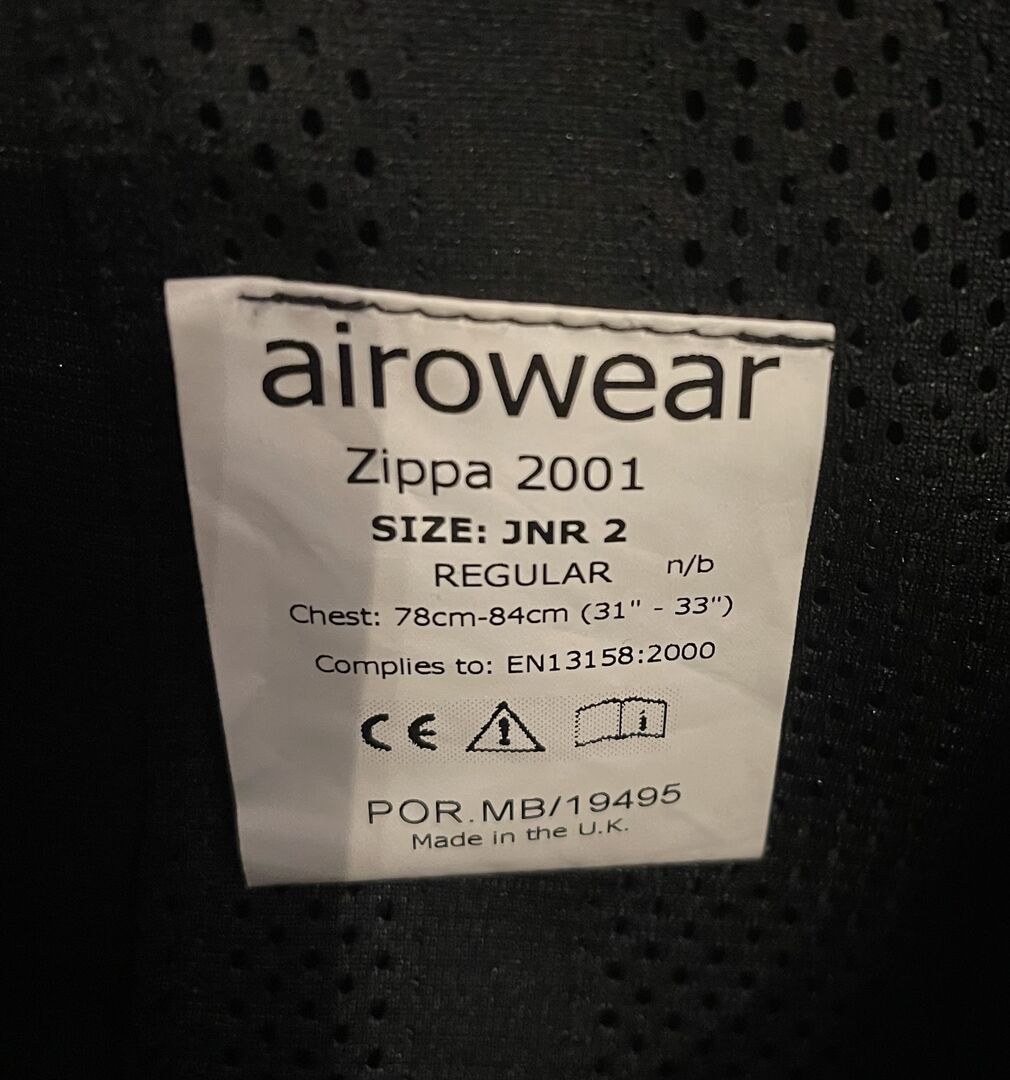 airowear
Zippa 2001
SIZE: JNR 2
REGULAR n/b
Chest: 78cm-84cm (31" - 33")
Complies to: EN13158:2000
CE ! i
POR.MB/19495
Made in the U.K.